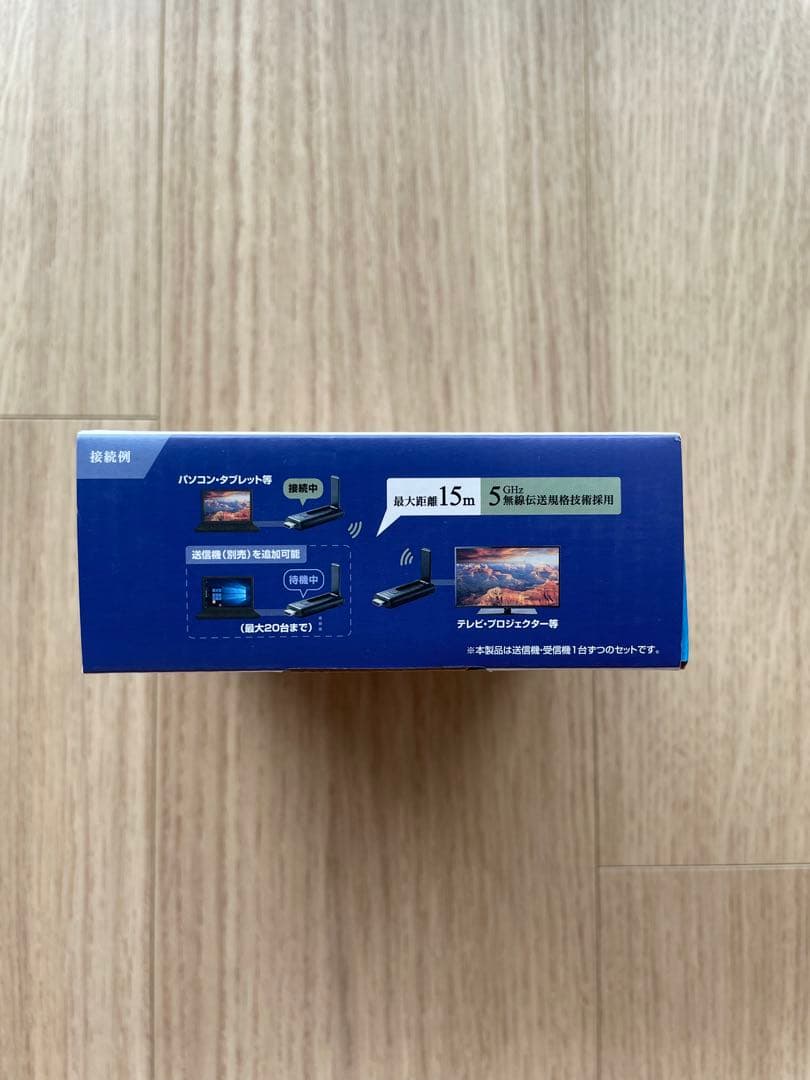 接続例
パソコン・タブレット等
接続中
最大距離15m
5GHz
無線伝送規格技術採用
送信機(別売)を追加可能
待機中
(最大20台まで)
テレビ・プロジェクター等
※本製品は送信機・受信機1台ずつのセットです。